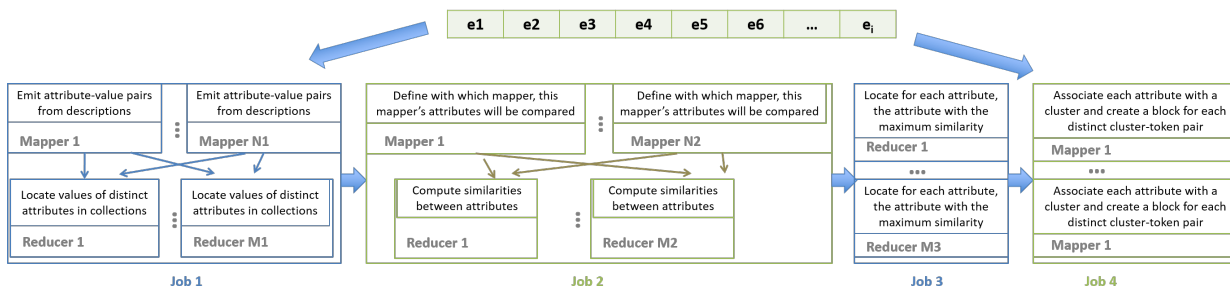 e1 e2 e3 e4 e5 e6 ... ei
Emit attribute-value pairs
from descriptions
Mapper 1
Emit attribute-value pairs
from descriptions
Mapper N1
Locate values of distinct
attributes in collections
Reducer 1
Locate values of distinct
attributes in collections
Reducer M1
Job 1
Define with which mapper, this
mapper's attributes will be compared
Mapper 1
Define with which mapper, this
mapper's attributes will be compared
Mapper N2
Compute similarities
between attributes
Reducer 1
Compute similarities
between attributes
Reducer M2
Job 2
Locate for each attribute,
the attribute with the
maximum similarity
Reducer 1
...
Locate for each attribute,
the attribute with the
maximum similarity
Reducer M3
Job 3
Associate each attribute with a
cluster and create a block for each
distinct cluster-token pair
Mapper 1
...
Associate each attribute with a
cluster and create a block for each
distinct cluster-token pair
Mapper 1
Job 4